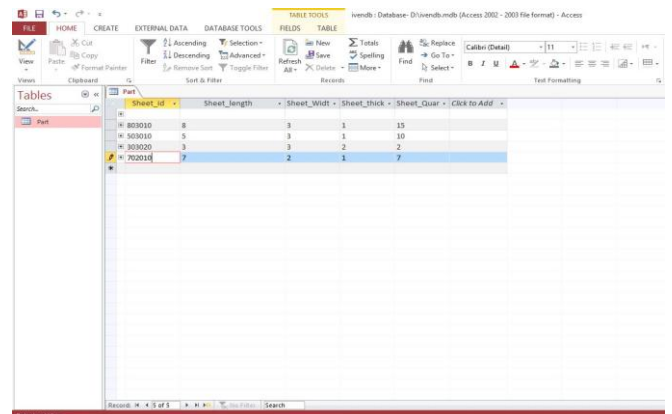 TABLE TOOLS
ivendb : Database- D:\ivendb.mdb (Access 2002 - 2003 file format) - Access
FILE HOME CREATE EXTERNAL DATA DATABASE TOOLS FIELDS TABLE
View
Views
Paste
Cut
Copy
Format Painter
Clipboard
Filter
Ascending
Descending
Remove Sort
Selection
Advanced
Toggle Filter
Sort & Filter
Refresh All
New
Save
Delete
Totals
Spelling
More
Records
Find
Replace
Go To
Select
Find
Calibri (Detail) 11
B I U A
Text Formatting
Tables
Search..
Part
Part
Sheet_id Sheet_length Sheet_Widt Sheet_thick Sheet_Quar Click to Add
803010 8 3 1 15
503010 5 3 1 10
303020 3 3 2 2
702010 7 2 1 7
Record: 5 of 5 No Filter Search